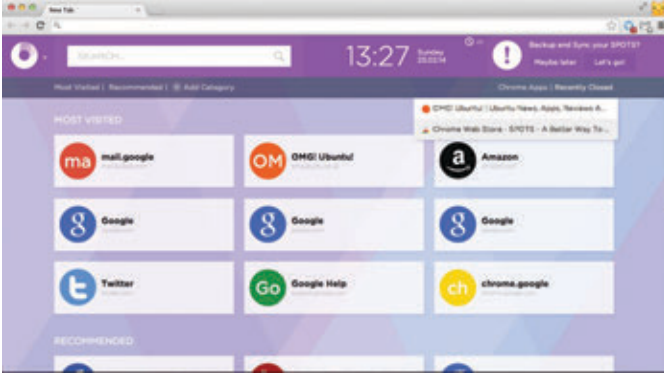 New Tab
SEARCH...
13:27
Sunday
Backup and Sync your SPOTS?
Maybe later Let's go!
Most Visited | Recommended | Add Category
Chrome Apps | Recently Closed
OMG! Ubuntu! | Ubuntu News, Apps, Reviews A...
Chrome Web Store - SPOTS - A Better Way To...
MOST VISITED
ma mail.google
OM OMG! Ubuntu!
a Amazon
g Google
g Google
g Google
Twitter
Go Google Help
ch chrome.google
RECOMMENDED